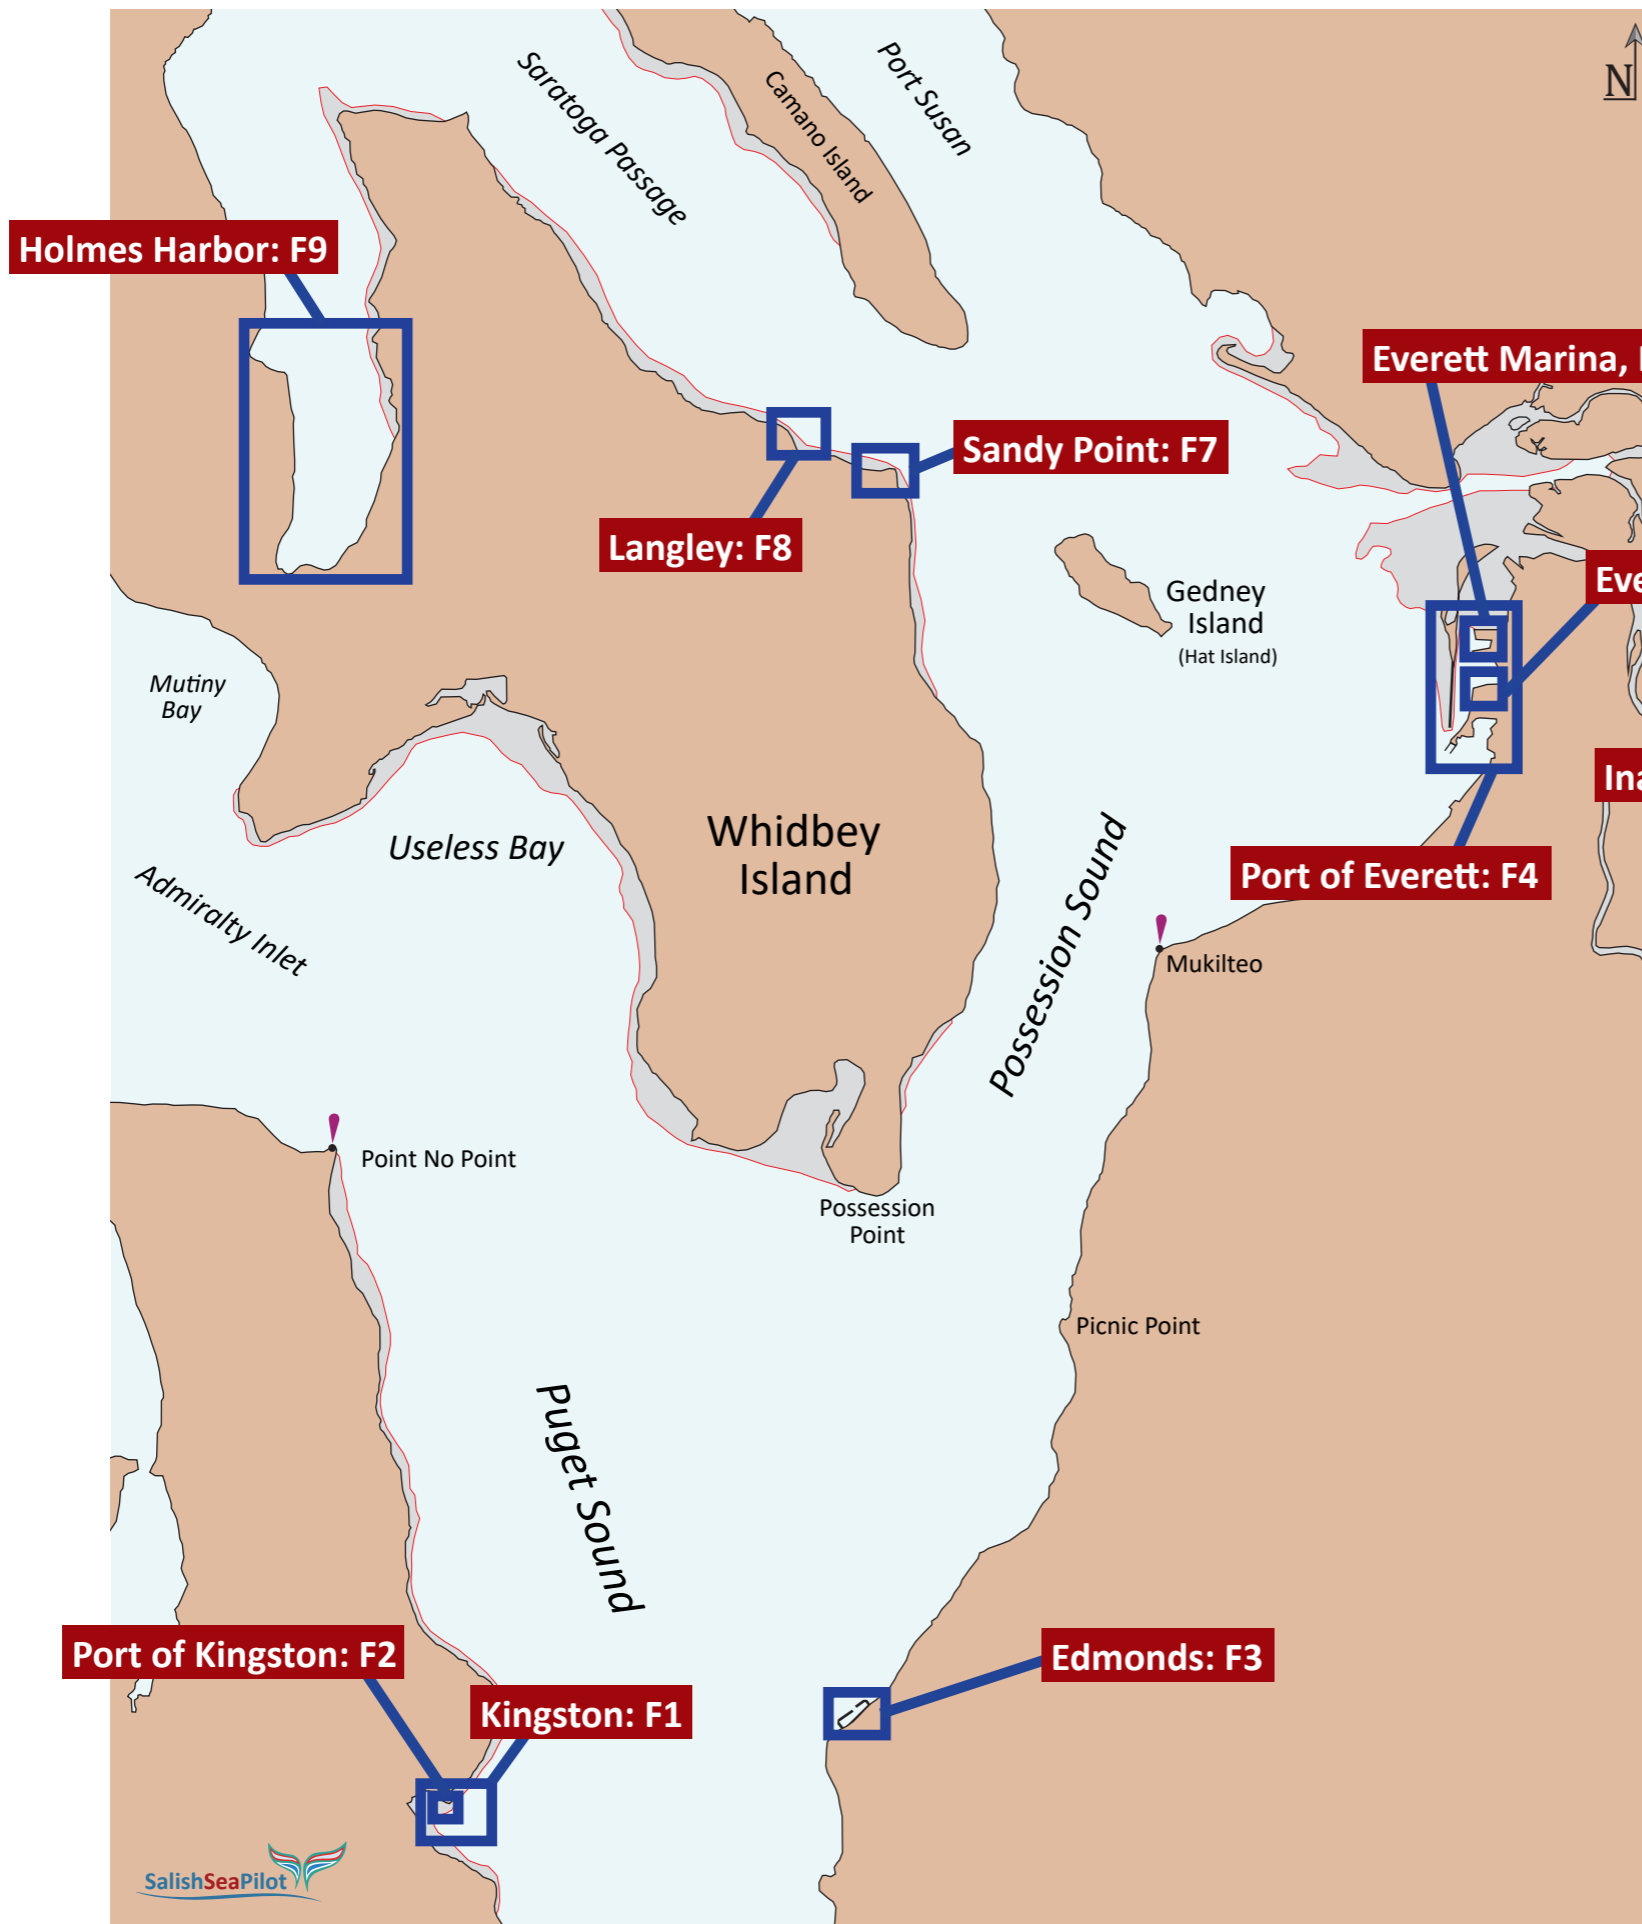 Port Susan
Saratoga Passage
Camano Island
N
Holmes Harbor: F9
Everett Marina,
Sandy Point: F7
Langley: F8
Gedney
Island
(Hat Island)
Mutiny
Bay
Whidbey
Island
Useless Bay
Port of Everett: F4
Admiralty Inlet
Possession Sound
Mukilteo
Point No Point
Possession
Point
Picnic Point
Puget Sound
Port of Kingston: F2
Edmonds: F3
Kingston: F1
SalishSeaPilot